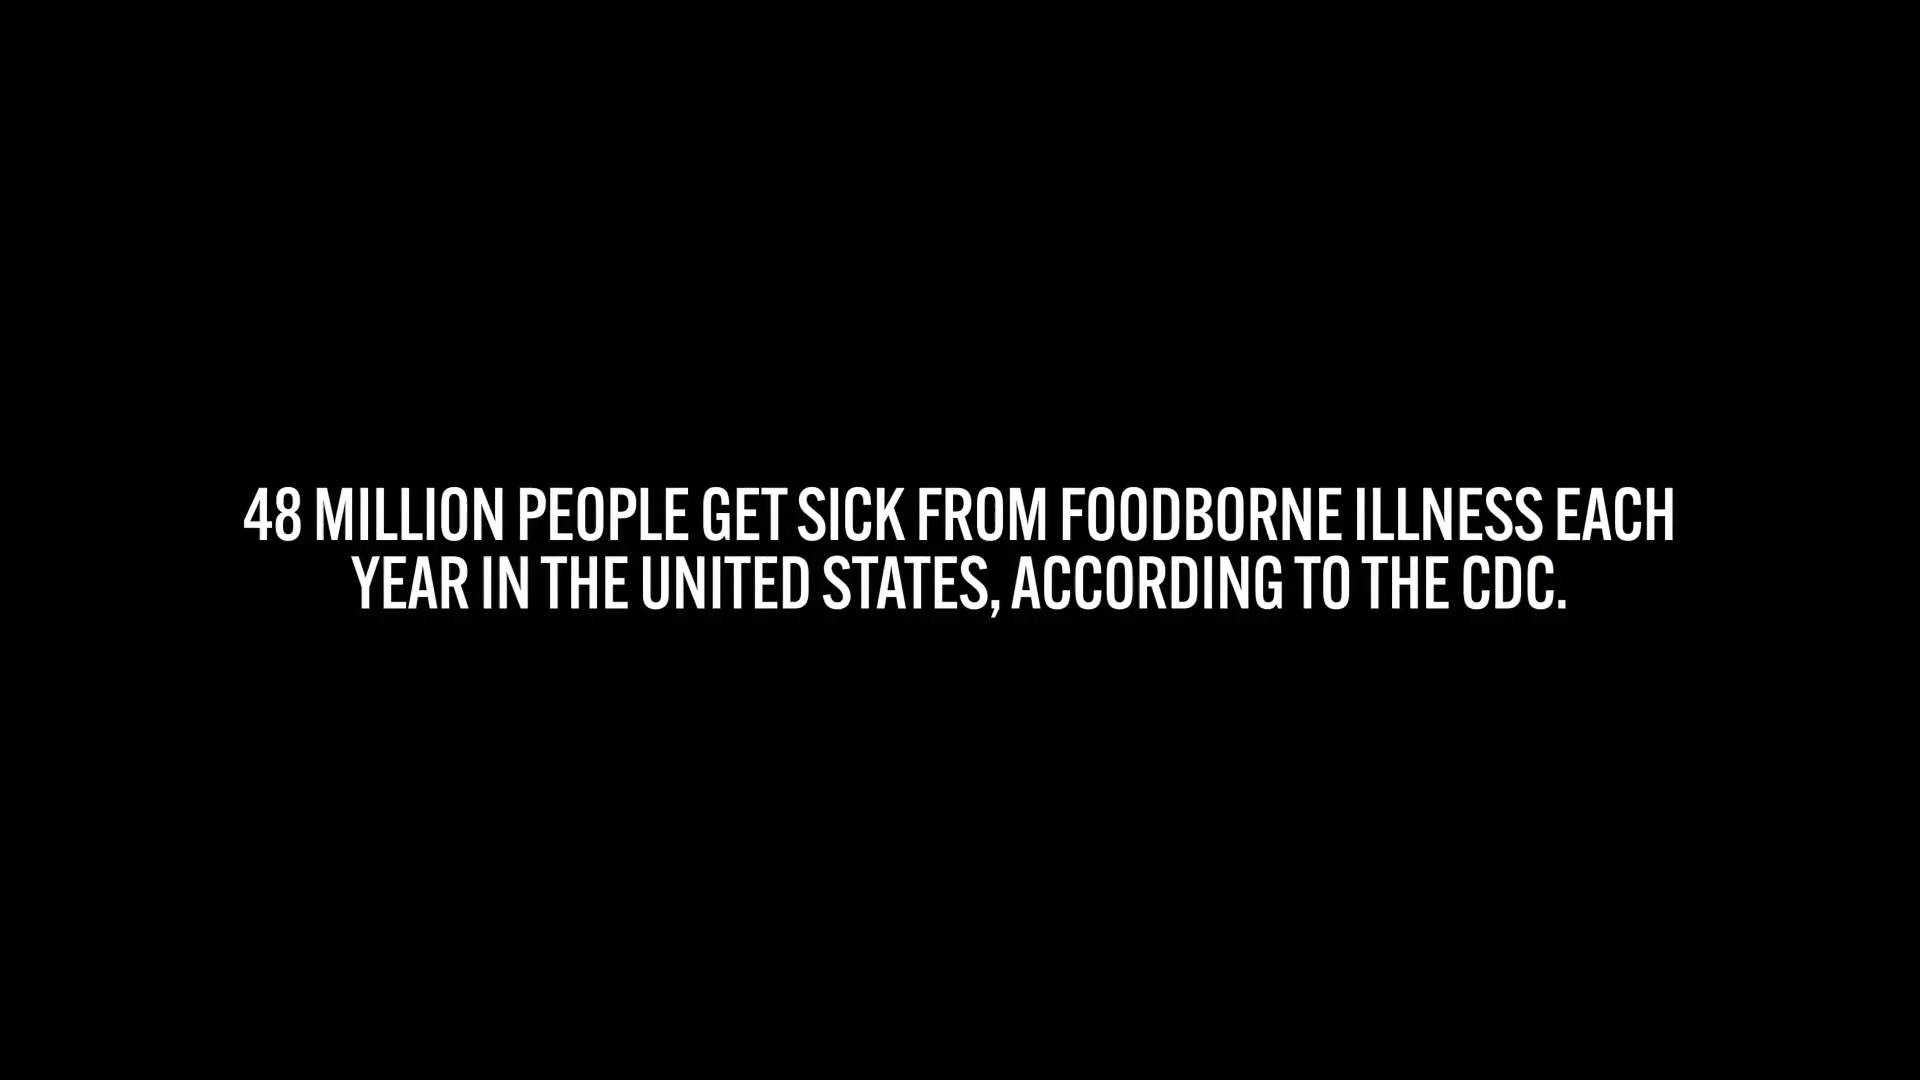 48 MILLION PEOPLE GET SICK FROM FOODBORNE ILLNESS EACH
YEAR IN THE UNITED STATES, ACCORDING TO THE CDC.